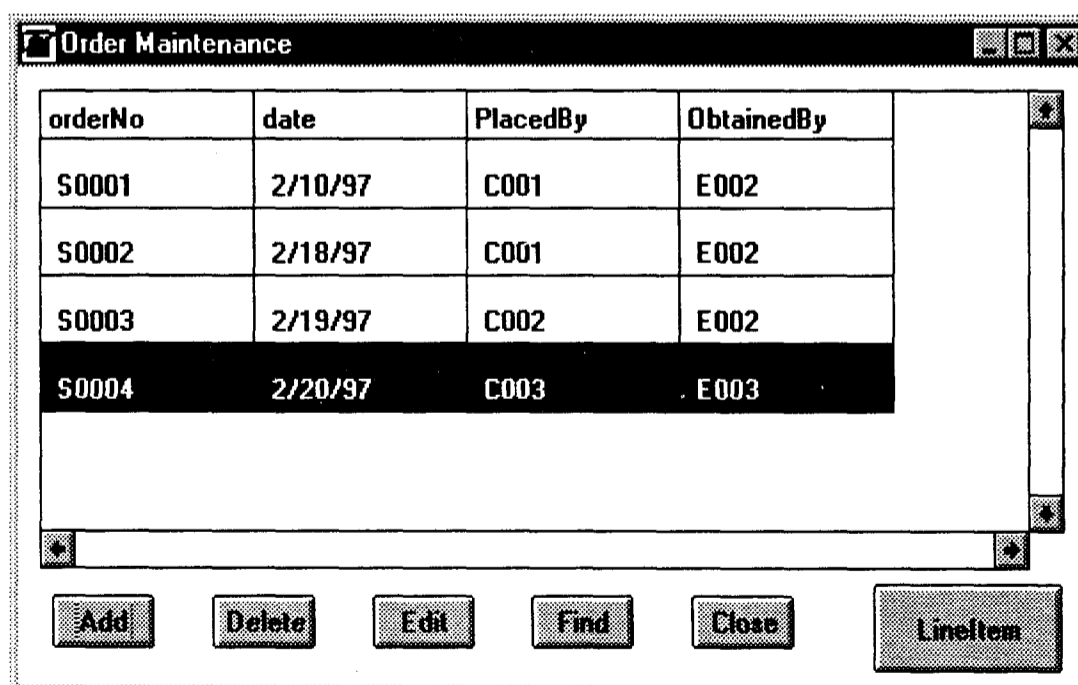 Order Maintenance
orderNo date PlacedBy ObtainedBy
S0001 2/10/97 C001 E002
S0002 2/18/97 C001 E002
S0003 2/19/97 C002 E002
S0004 2/20/97 C003 E003
Add Delete Edit Find Close LineItem